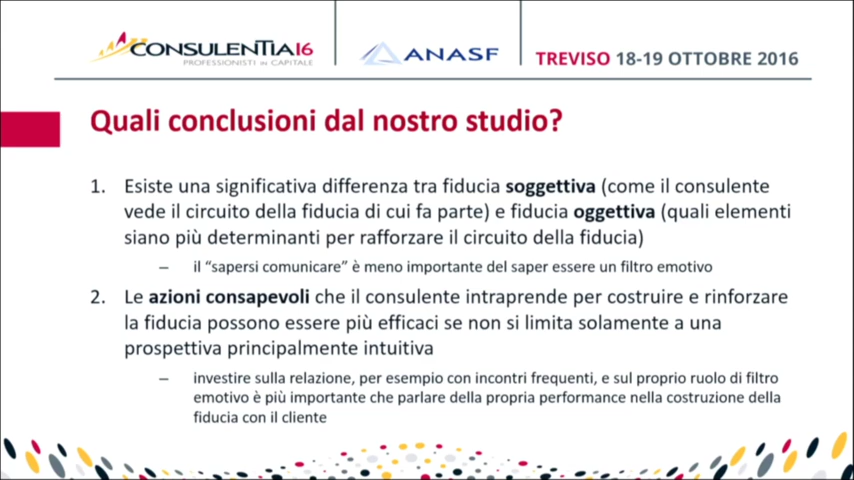 CONSULENTIA16
PROFESSIONISTI IN CAPITALE
ANASF
TREVISO 18-19 OTTOBRE 2016
Quali conclusioni dal nostro studio?
1. Esiste una significativa differenza tra fiducia soggettiva (come il consulente
vede il circuito della fiducia di cui fa parte) e fiducia oggettiva (quali elementi
siano più determinanti per rafforzare il circuito della fiducia)
– il “sapersi comunicare” è meno importante del saper essere un filtro emotivo
2. Le azioni consapevoli che il consulente intraprende per costruire e rinforzare
la fiducia possono essere più efficaci se non si limita solamente a una
prospettiva principalmente intuitiva
– investire sulla relazione, per esempio con incontri frequenti, e sul proprio ruolo di filtro
emotivo è più importante che parlare della propria performance nella costruzione della
fiducia con il cliente